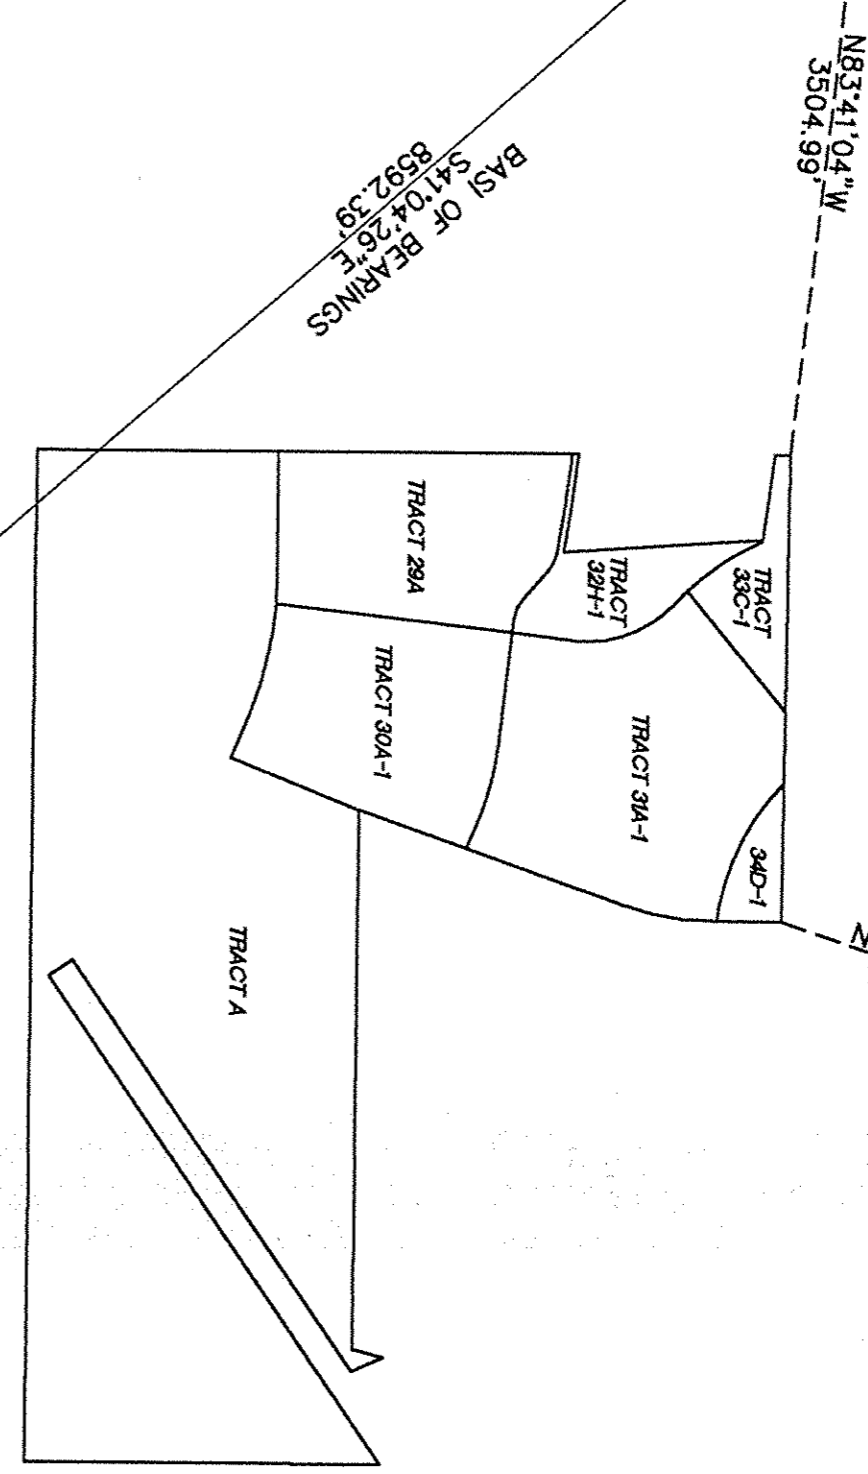 N83°41'04"W
3504.99'
BASI OF BEARINGS
S41°04'26"E
8592.39'
TRACT
33C-1
TRACT
32H-1
TRACT 29A
TRACT 30A-1
TRACT 31A-1
34D-1
TRACT A
N